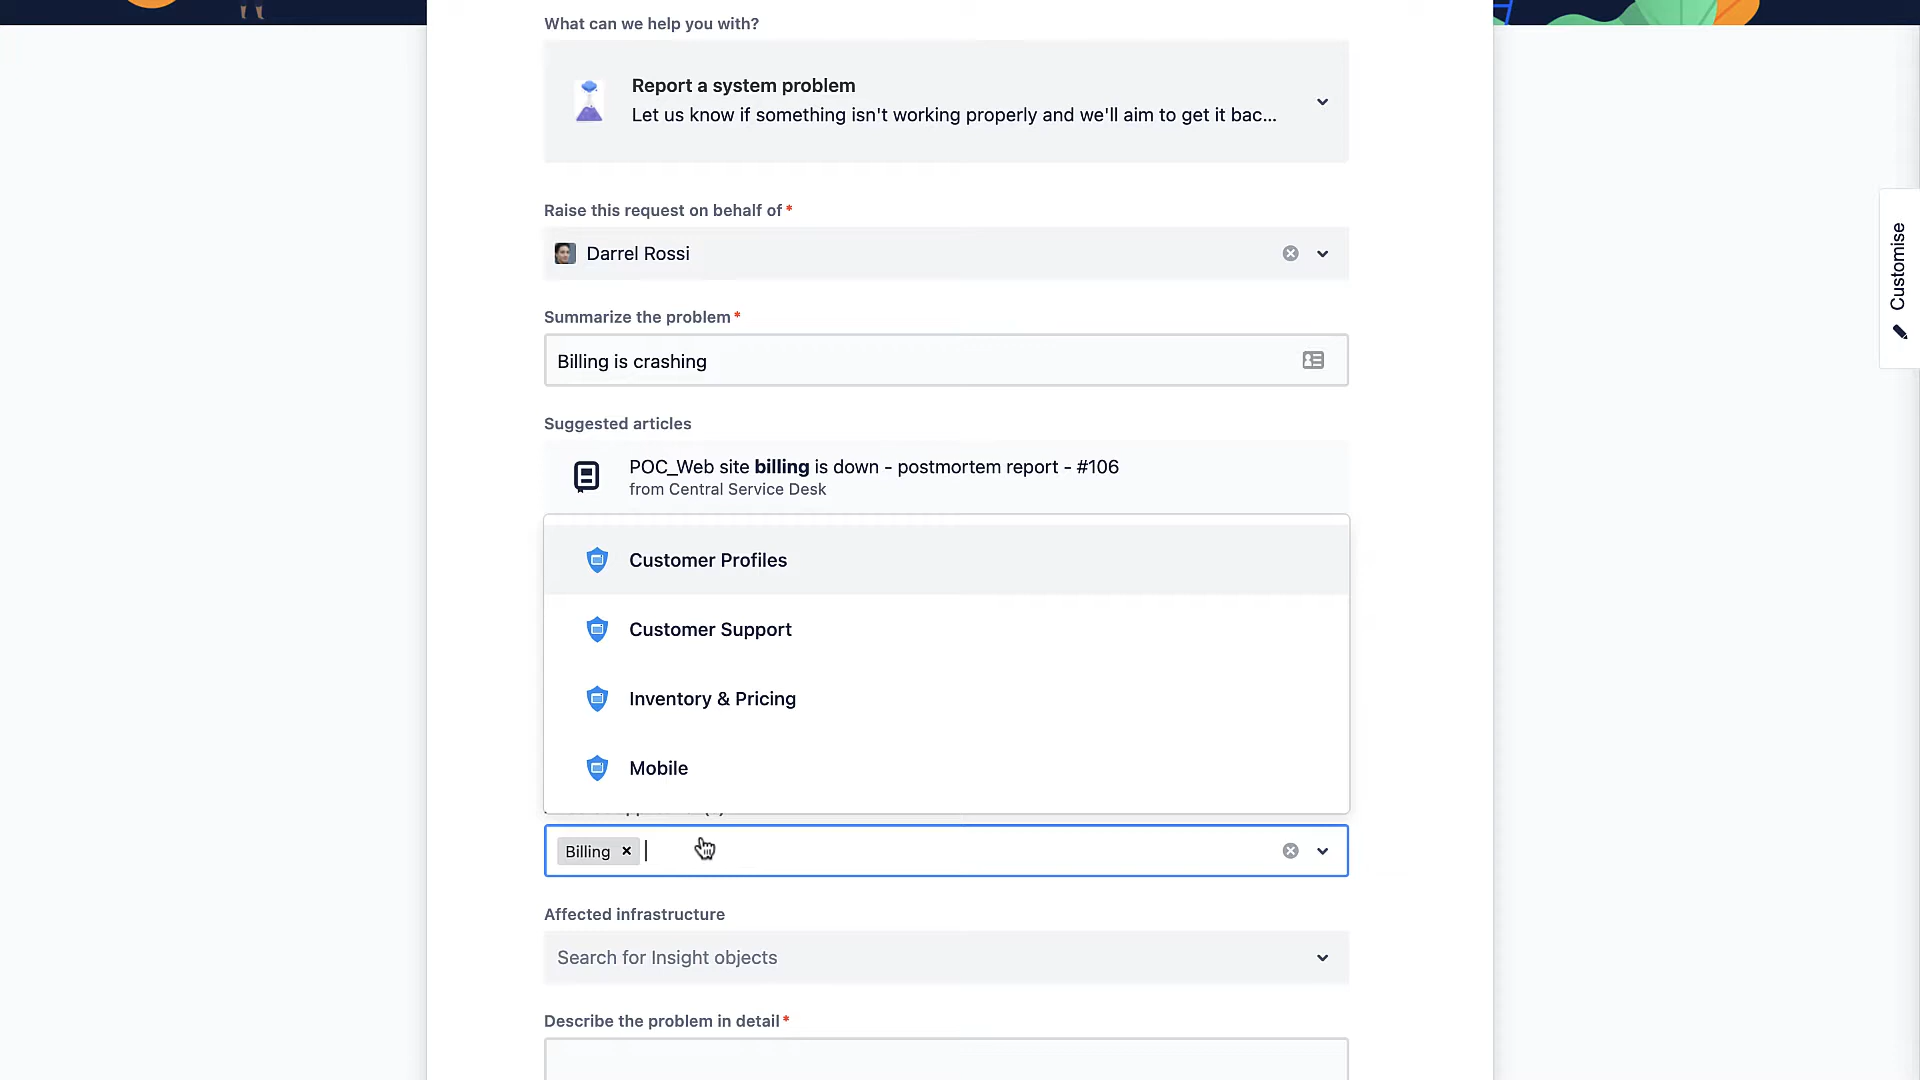 What can we help you with?
Report a system problem
Let us know if something isn't working properly and we'll aim to get it bac...
Raise this request on behalf of *
Darrel Rossi
Summarize the problem *
Billing is crashing
Suggested articles
POC_Web site billing is down - postmortem report - #106
from Central Service Desk
Customer Profiles
Customer Support
Inventory & Pricing
Mobile
Billing ×
Affected infrastructure
Search for Insight objects
Describe the problem in detail *
Customise